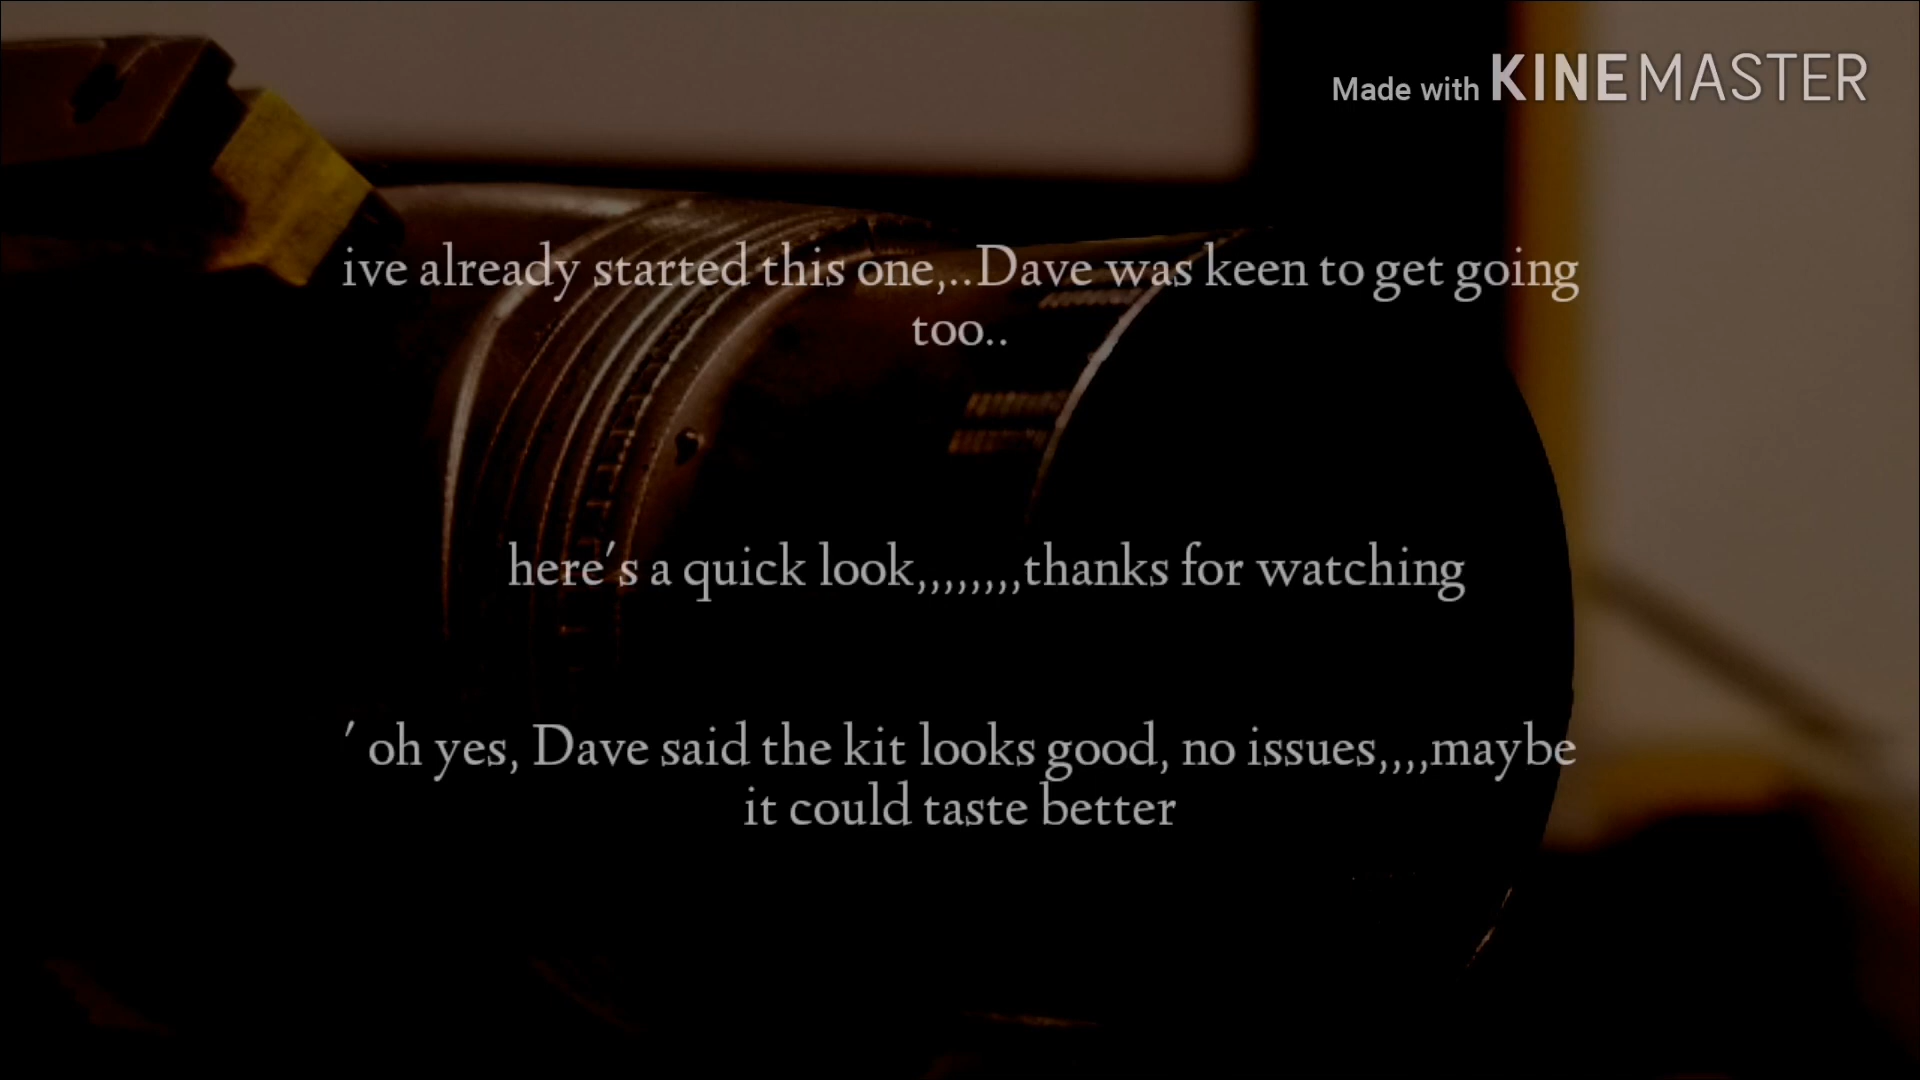 Made with KINEMASTER
ive already started this one,..Dave was keen to get going
too..
here's a quick look,,,,,,,,thanks for watching
' oh yes, Dave said the kit looks good, no issues,,,,maybe
it could taste better